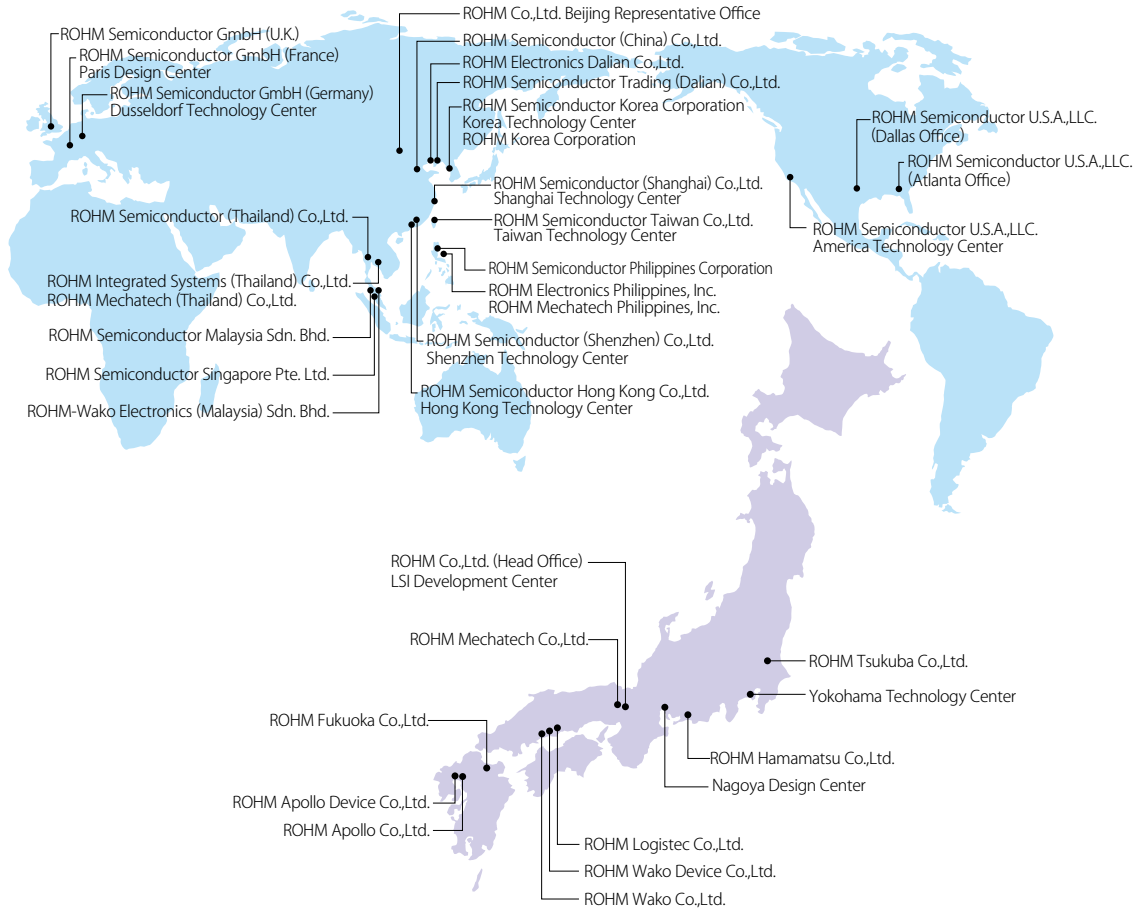 ROHM Co.,Ltd. Beijing Representative Office
ROHM Semiconductor GmbH (U.K.)
ROHM Semiconductor GmbH (France)
Paris Design Center
ROHM Semiconductor GmbH (Germany)
Dusseldorf Technology Center
ROHM Semiconductor (China) Co.,Ltd.
ROHM Electronics Dalian Co.,Ltd.
ROHM Semiconductor Trading (Dalian) Co.,Ltd.
ROHM Semiconductor Korea Corporation
Korea Technology Center
ROHM Korea Corporation
ROHM Semiconductor U.S.A.,LLC.
(Dallas Office)
ROHM Semiconductor U.S.A.,LLC.
(Atlanta Office)
ROHM Semiconductor U.S.A.,LLC.
America Technology Center
ROHM Semiconductor (Shanghai) Co.,Ltd.
Shanghai Technology Center
ROHM Semiconductor Taiwan Co.,Ltd.
Taiwan Technology Center
ROHM Semiconductor Philippines Corporation
ROHM Electronics Philippines, Inc.
ROHM Mechatech Philippines, Inc.
ROHM Semiconductor (Thailand) Co.,Ltd.
ROHM Integrated Systems (Thailand) Co.,Ltd.
ROHM Mechatech (Thailand) Co.,Ltd.
ROHM Semiconductor Malaysia Sdn. Bhd.
ROHM Semiconductor Singapore Pte. Ltd.
ROHM-Wako Electronics (Malaysia) Sdn. Bhd.
ROHM Semiconductor (Shenzhen) Co.,Ltd.
Shenzhen Technology Center
ROHM Semiconductor Hong Kong Co.,Ltd.
Hong Kong Technology Center
ROHM Co.,Ltd. (Head Office)
LSI Development Center
ROHM Mechatech Co.,Ltd.
ROHM Tsukuba Co.,Ltd.
Yokohama Technology Center
ROHM Fukuoka Co.,Ltd.
ROHM Hamamatsu Co.,Ltd.
Nagoya Design Center
ROHM Apollo Device Co.,Ltd.
ROHM Apollo Co.,Ltd.
ROHM Logistec Co.,Ltd.
ROHM Wako Device Co.,Ltd.
ROHM Wako Co.,Ltd.